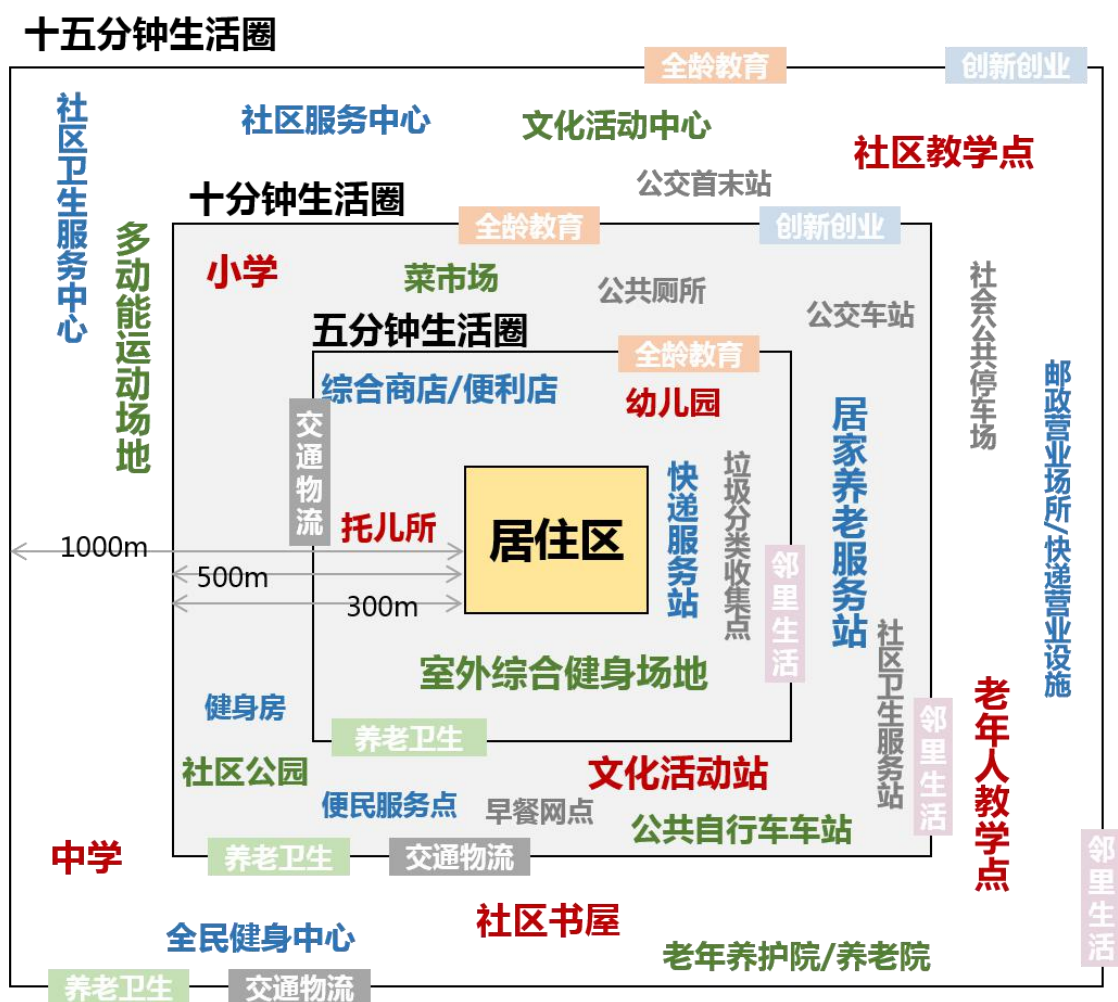 十五分钟生活圈
全龄教育
创新创业
社区卫生服务中心
社区服务中心
文化活动中心
社区教学点
公交首末站
十分钟生活圈
全龄教育
创新创业
多动能运动场地
小学
菜市场
公共厕所
公交车站
社会公共停车场
五分钟生活圈
全龄教育
综合商店/便利店
幼儿园
居家养老服务站
邮政营业场所/快递营业设施
交通物流
快递服务站
垃圾分类收集点
托儿所
居住区
1000m
500m
300m
邻里生活
室外综合健身场地
社区卫生服务站
老年人教学点
健身房
邻里生活
养老卫生
社区公园
文化活动站
便民服务点
早餐网点
公共自行车车站
中学
养老卫生
交通物流
邻里生活
社区书屋
全民健身中心
老年养护院/养老院
养老卫生
交通物流